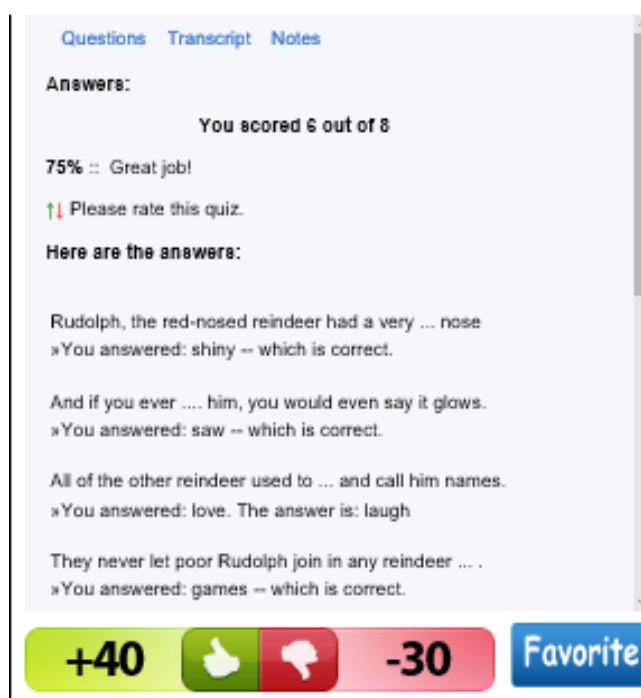 Questions Transcript Notes
Answers:
You scored 6 out of 8
75% :: Great job!
↑↓ Please rate this quiz.
Here are the answers:
Rudolph, the red-nosed reindeer had a very ... nose
»You answered: shiny -- which is correct.
And if you ever .... him, you would even say it glows.
»You answered: saw -- which is correct.
All of the other reindeer used to ... and call him names.
»You answered: love. The answer is: laugh
They never let poor Rudolph join in any reindeer ... .
»You answered: games -- which is correct.
+40 -30 Favorite